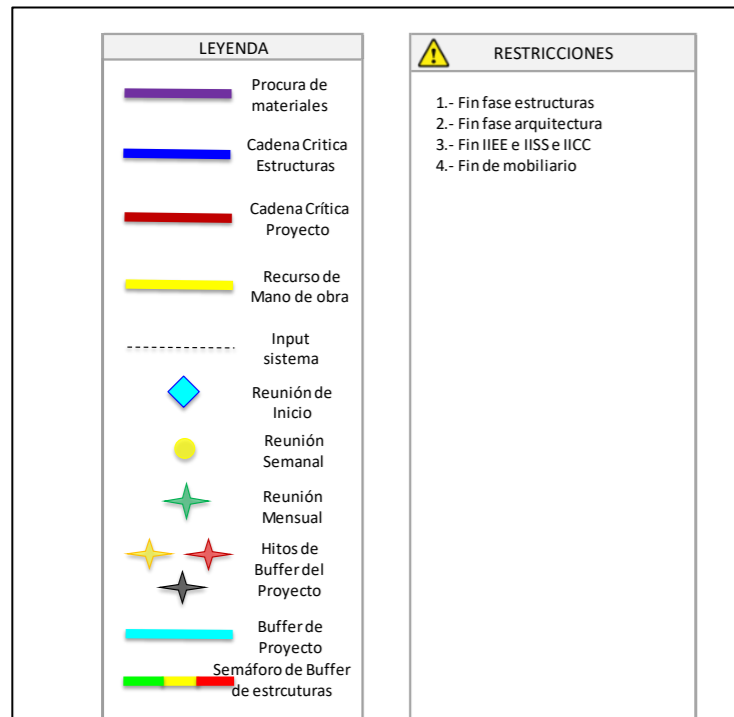 LEYENDA
Procura de
materiales
Cadena Critica
Estructuras
Cadena Crítica
Proyecto
Recurso de
Mano de obra
Input
sistema
Reunión de
Inicio
Reunión
Semanal
Reunión
Mensual
Hitos de
Buffer del
Proyecto
Buffer de
Proyecto
Semáforo de Buffer
de estrcuturas
RESTRICCIONES
1.- Fin fase estructuras
2.- Fin fase arquitectura
3.- Fin IIEE e IISS e IICC
4.- Fin de mobiliario